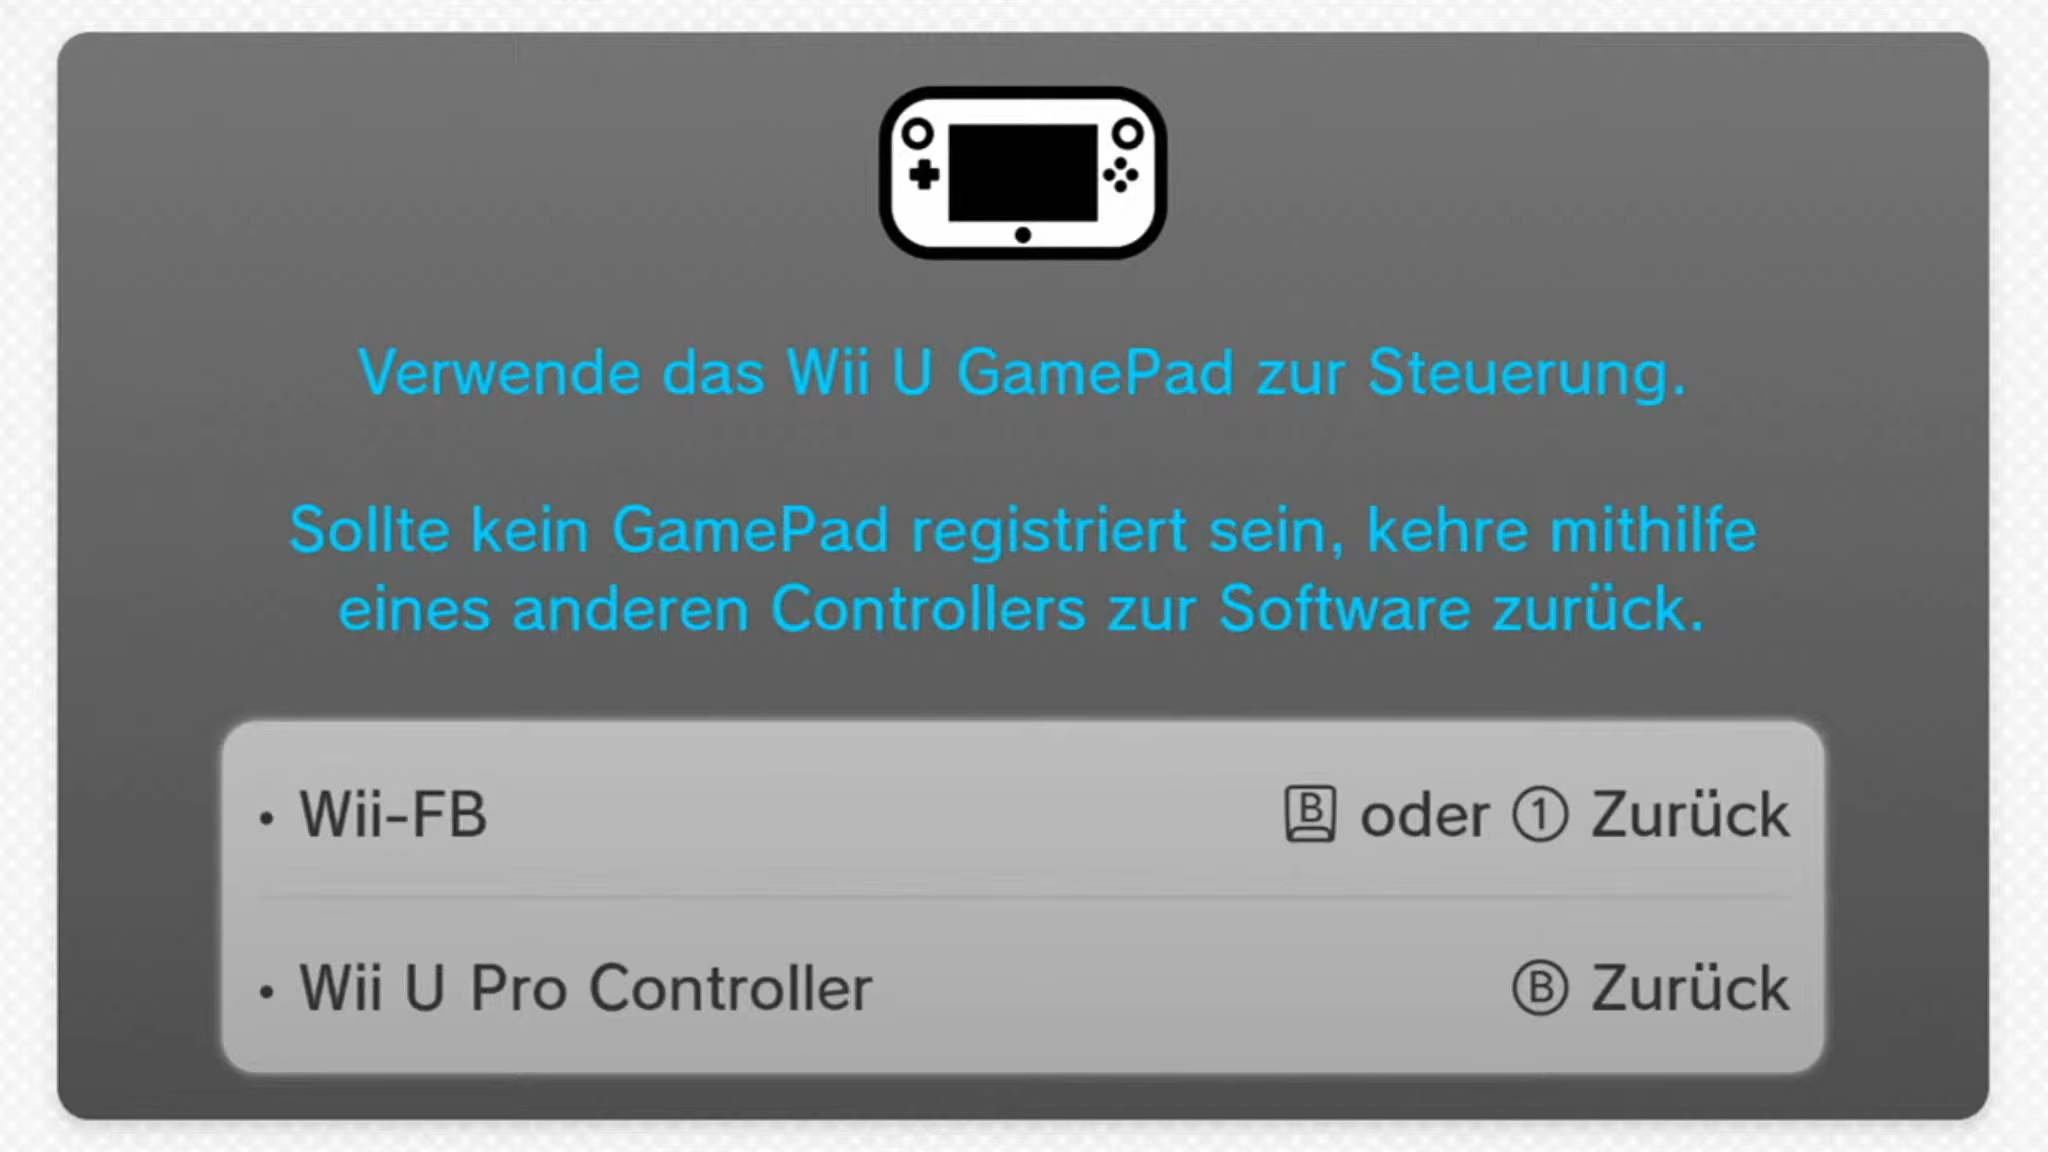 Verwende das Wii U GamePad zur Steuerung.
Sollte kein GamePad registriert sein, kehre mithilfe
eines anderen Controllers zur Software zurück.
• Wii-FB B oder ① Zurück
• Wii U Pro Controller Ⓑ Zurück